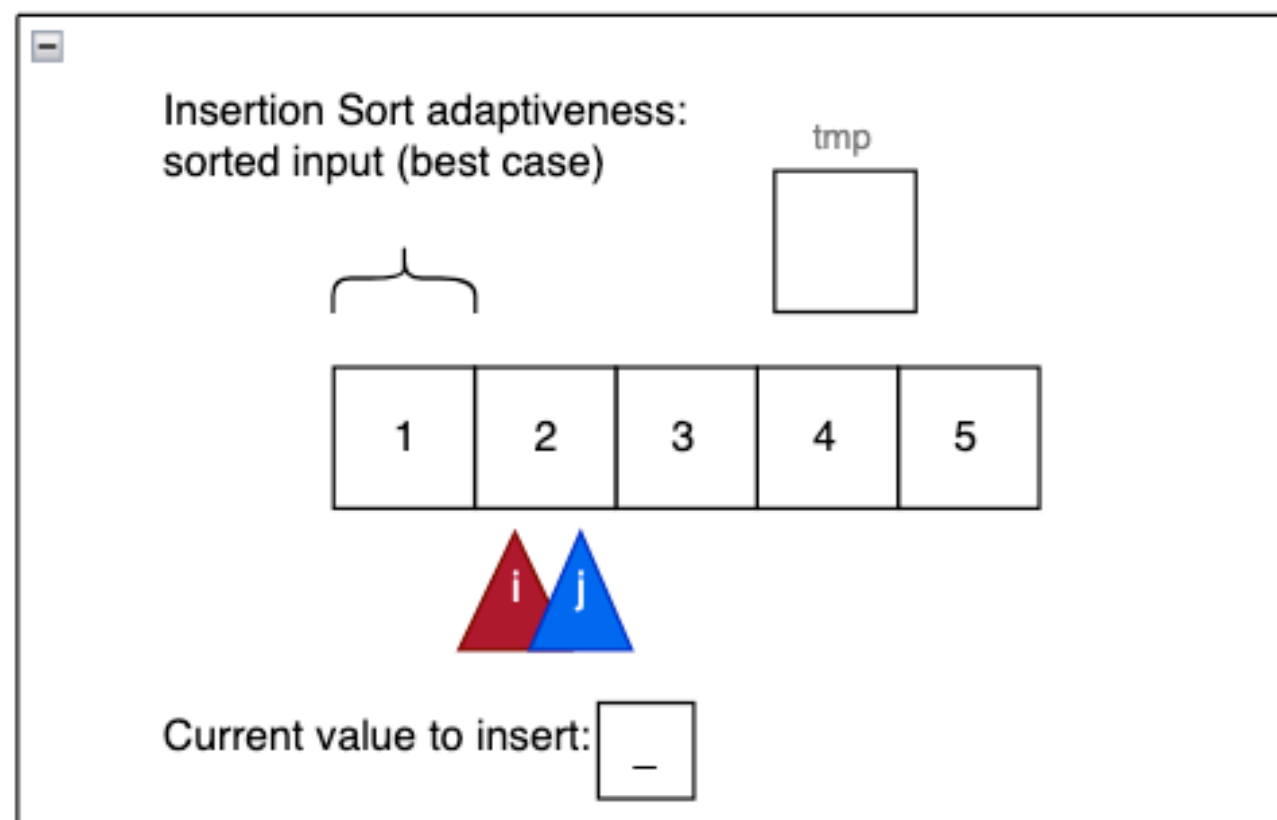 Insertion Sort adaptiveness:
sorted input (best case)
tmp
1 2 3 4 5
i j
Current value to insert: _